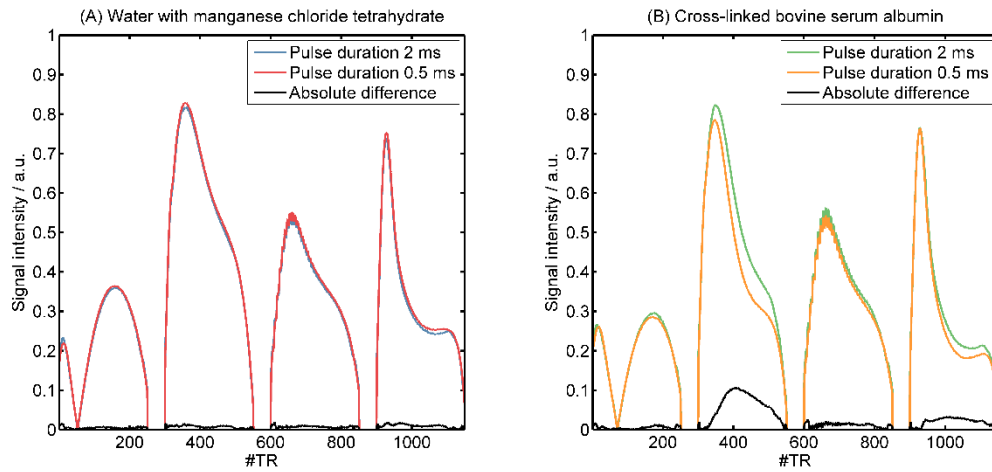 (A) Water with manganese chloride tetrahydrate
1
0.9
0.8
0.7
0.6
0.5
0.4
0.3
0.2
0.1
0
Signal intensity / a.u.
Pulse duration 2 ms
Pulse duration 0.5 ms
Absolute difference
200 400 600 800 1000
#TR
(B) Cross-linked bovine serum albumin
1
0.9
0.8
0.7
0.6
0.5
0.4
0.3
0.2
0.1
0
Signal intensity / a.u.
Pulse duration 2 ms
Pulse duration 0.5 ms
Absolute difference
200 400 600 800 1000
#TR